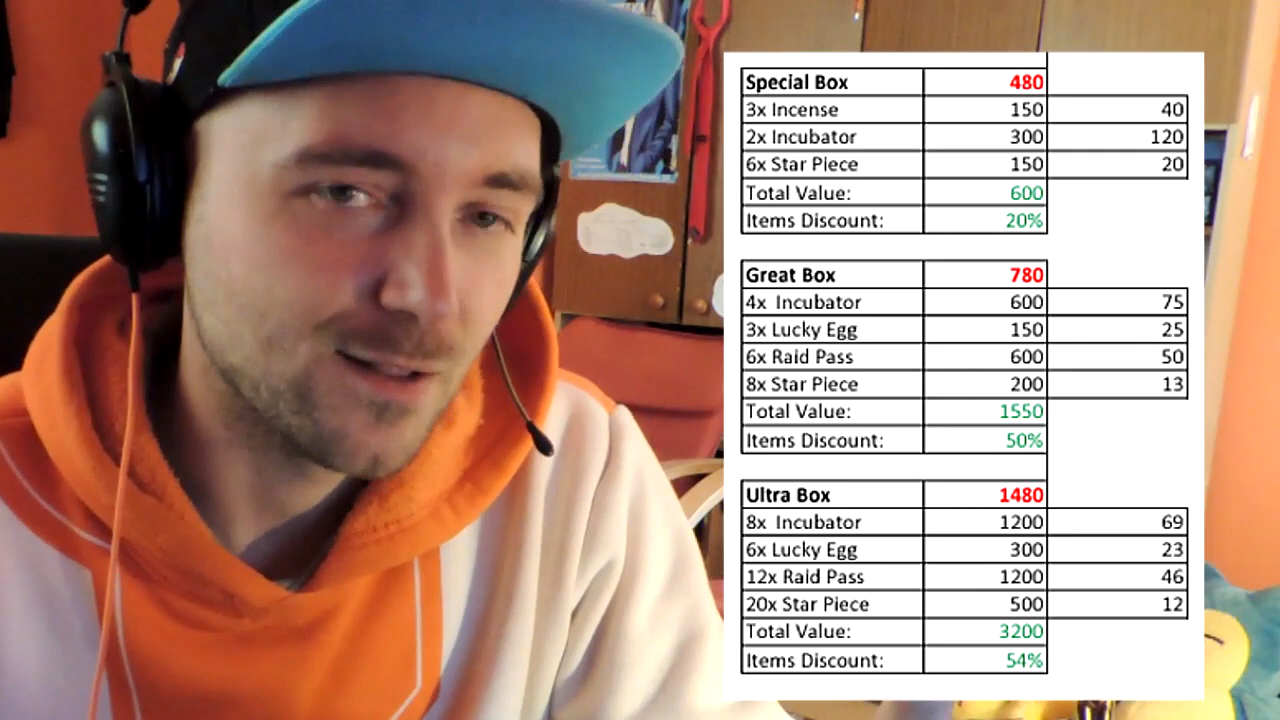 Special Box 480
3x Incense 150 40
2x Incubator 300 120
6x Star Piece 150 20
Total Value: 600
Items Discount: 20%
Great Box 780
4x Incubator 600 75
3x Lucky Egg 150 25
6x Raid Pass 600 50
8x Star Piece 200 13
Total Value: 1550
Items Discount: 50%
Ultra Box 1480
8x Incubator 1200 69
6x Lucky Egg 300 23
12x Raid Pass 1200 46
20x Star Piece 500 12
Total Value: 3200
Items Discount: 54%